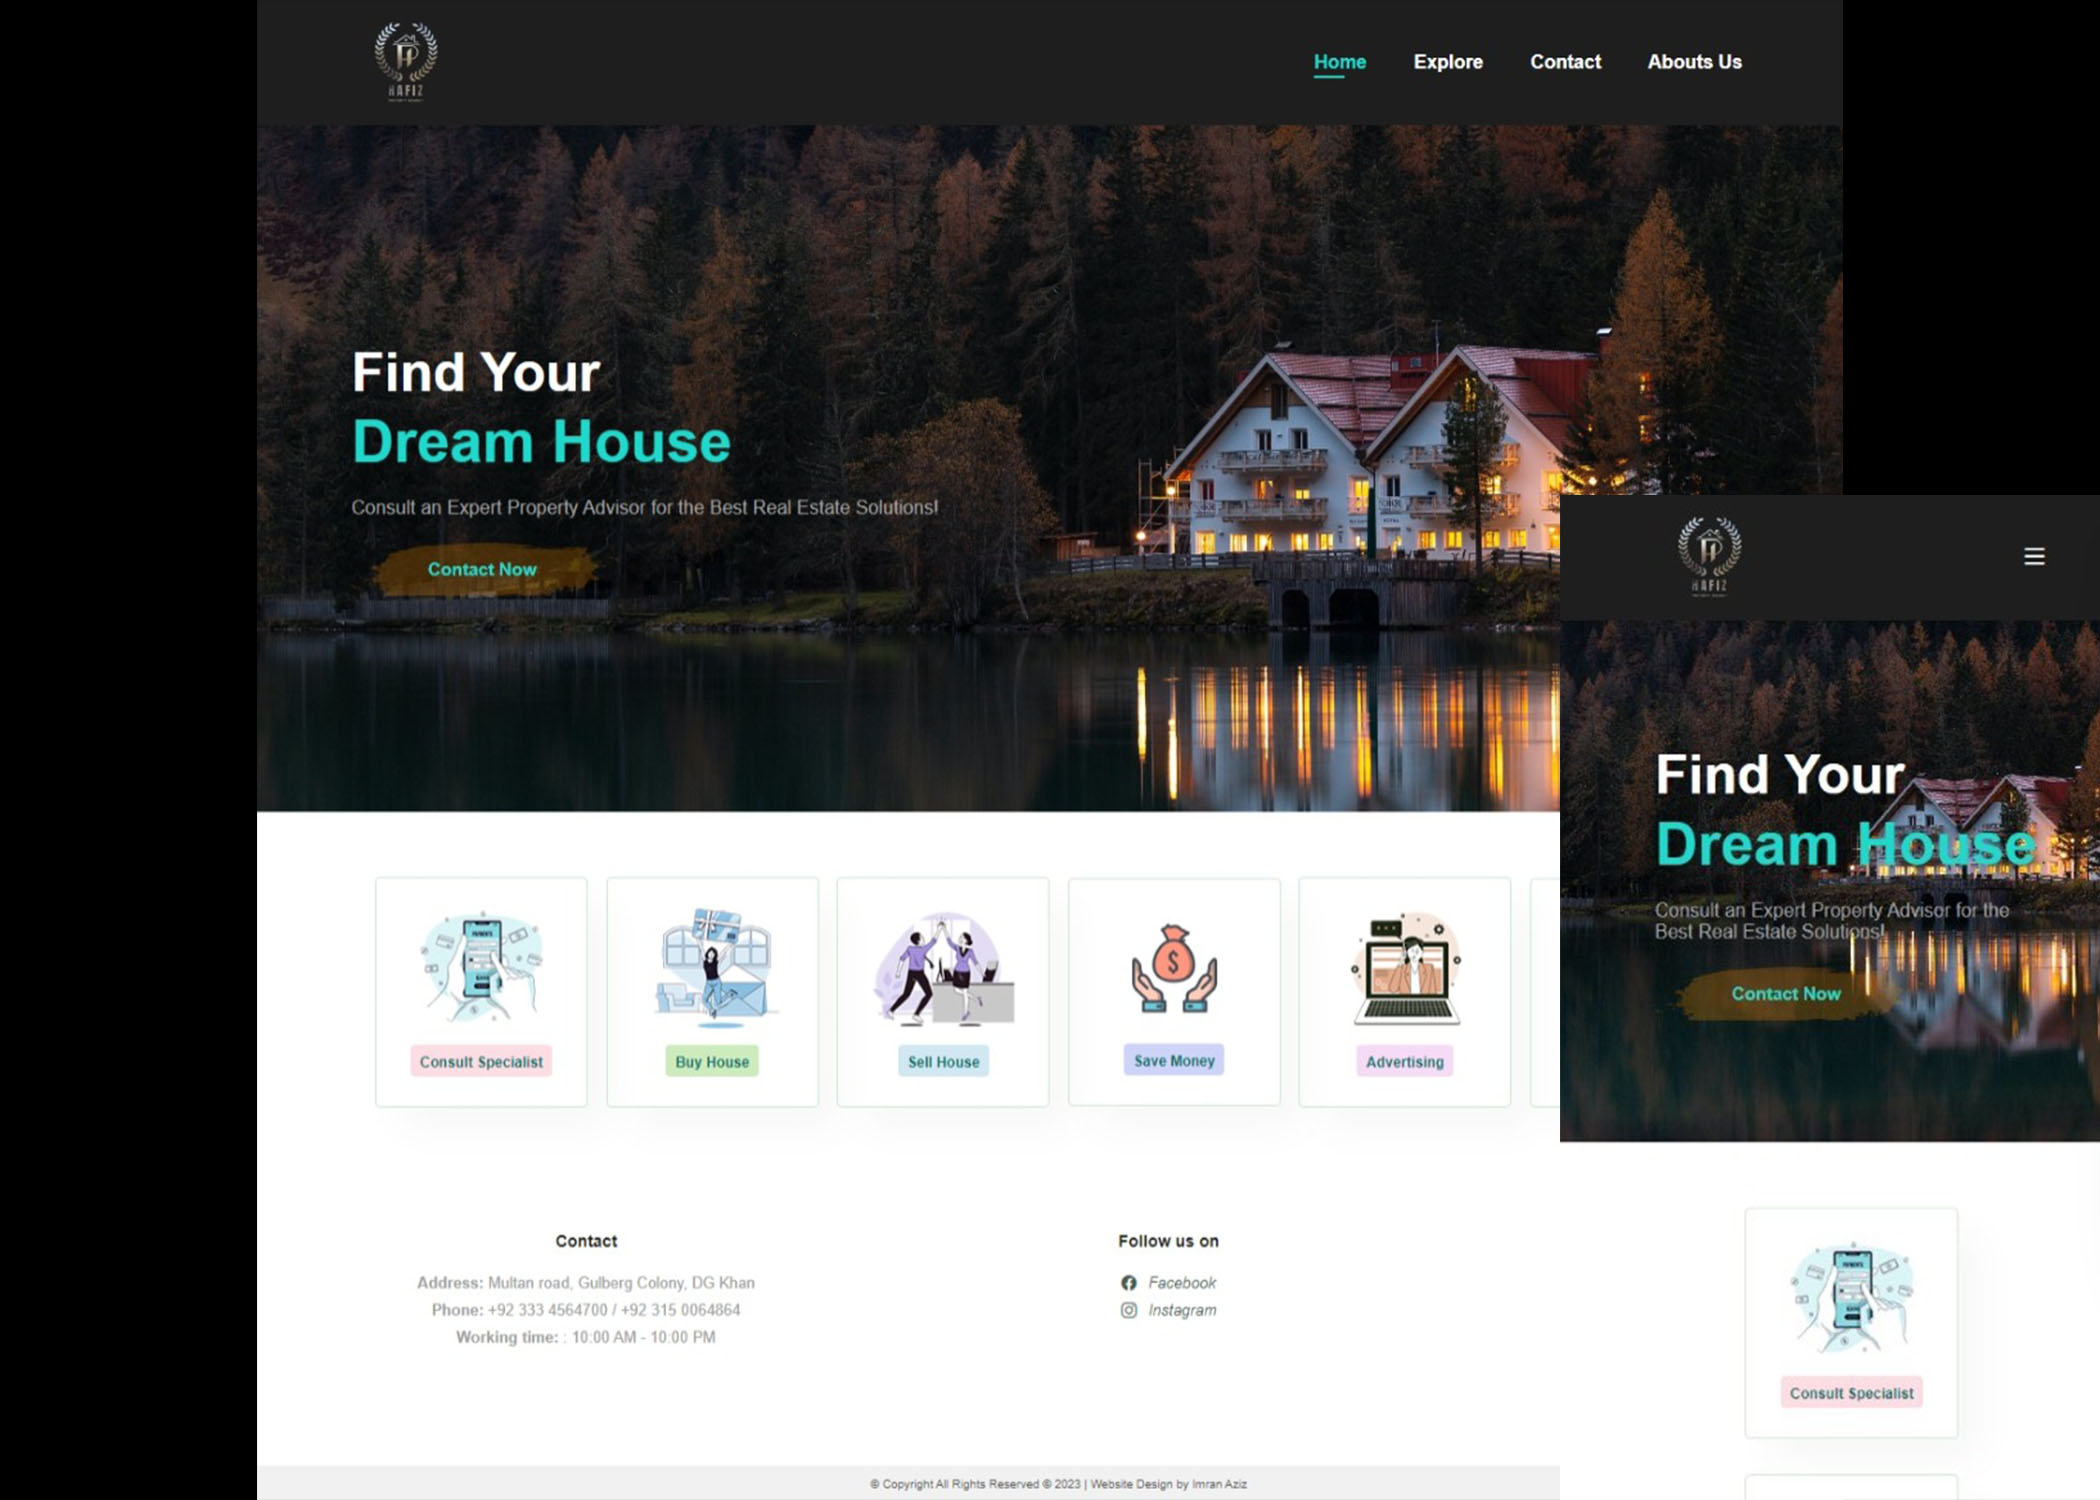 HAFIZ
Home Explore Contact Abouts Us
Find Your
Dream House
Consult an Expert Property Advisor for the Best Real Estate Solutions!
Contact Now
Consult Specialist
Buy House
Sell House
Save Money
Advertising
Contact
Address: Multan road, Gulberg Colony, DG Khan
Phone: +92 333 4564700 / +92 315 0064864
Working time: : 10:00 AM - 10:00 PM
Follow us on
Facebook
Instagram
© Copyright All Rights Reserved © 2023 | Website Design by Imran Aziz
HAFIZ
Find Your
Dream House
Consult an Expert Property Advisor for the
Best Real Estate Solutions!
Contact Now
PAYMENTS
Consult Specialist